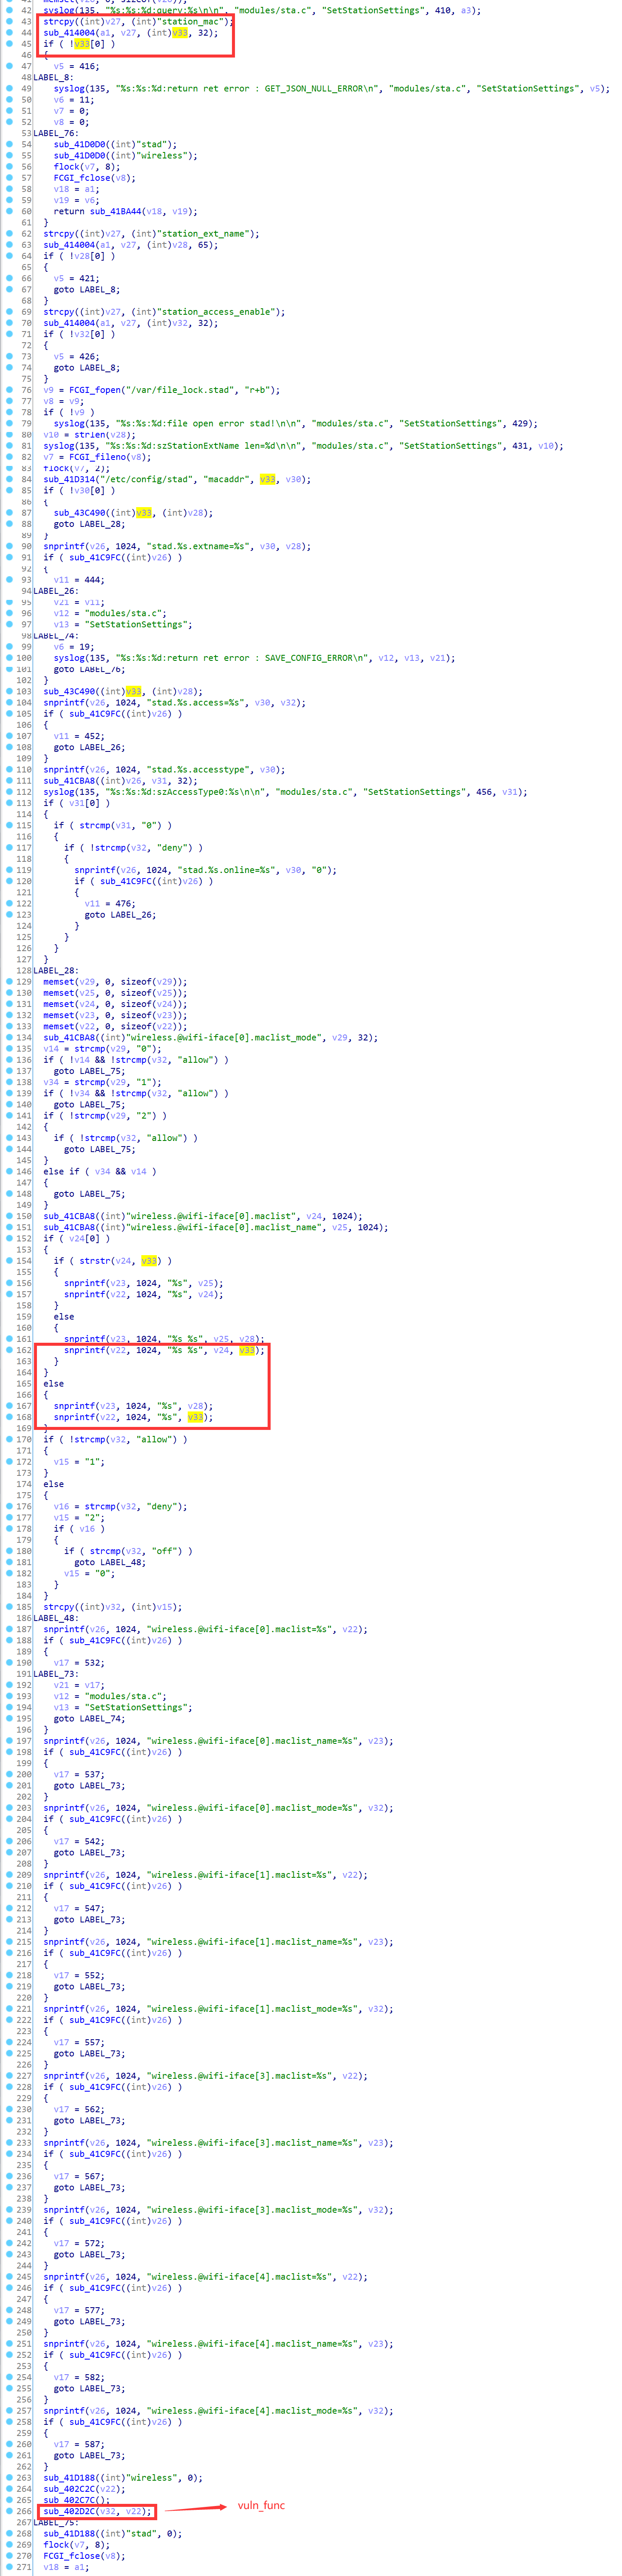 42 syslog(135, "%s:%s:%d:query:%s\n\n", "modules/sta.c", "SetStationSettings", 410, a3);
43 strcpy((int)v27, (int)"station_mac");
44 sub_414004(a1, v27, (int)v33, 32);
45 if ( !v33[0] )
46 {
47 v5 = 416;
48 LABEL_8:
49 syslog(135, "%s:%s:%d:return ret error : GET_JSON_NULL_ERROR\n", "modules/sta.c", "SetStationSettings", v5);
50 v6 = 11;
51 v7 = 0;
52 v8 = 0;
53 LABEL_76:
54 sub_41D0D0((int)"stad");
55 sub_41D0D0((int)"wireless");
56 flock(v7, 8);
57 FCGI_fclose(v8);
58 v18 = a1;
59 v19 = v6;
60 return sub_41BA44(v18, v19);
61 }
62 strcpy((int)v27, (int)"station_ext_name");
63 sub_414004(a1, v27, (int)v28, 65);
64 if ( !v28[0] )
65 {
66 v5 = 421;
67 goto LABEL_8;
68 }
69 strcpy((int)v27, (int)"station_access_enable");
70 sub_414004(a1, v27, (int)v32, 32);
71 if ( !v32[0] )
72 {
73 v5 = 426;
74 goto LABEL_8;
75 }
76 v9 = FCGI_fopen("/var/file_lock.stad", "r+b");
77 v8 = v9;
78 if ( !v9 )
79 syslog(135, "%s:%s:%d:file open error stad!\n\n", "modules/sta.c", "SetStationSettings", 429);
80 v10 = strlen(v28);
81 syslog(135, "%s:%s:%d:szStationExtName len=%d\n\n", "modules/sta.c", "SetStationSettings", 431, v10);
82 v7 = FCGI_fileno(v8);
83 flock(v7, 2);
84 sub_41D314("/etc/config/stad", "macaddr", v33, v30);
85 if ( !v30[0] )
86 {
87 sub_43C490((int)v33, (int)v28);
88 goto LABEL_28;
89 }
90 snprintf(v26, 1024, "stad.%s.extname=%s", v30, v28);
91 if ( sub_41C9FC((int)v26) )
92 {
93 v11 = 444;
94 LABEL_26:
95 v21 = v11;
96 v12 = "modules/sta.c";
97 v13 = "SetStationSettings";
98 LABEL_74:
99 v6 = 19;
100 syslog(135, "%s:%s:%d:return ret error : SAVE_CONFIG_ERROR\n", v12, v13, v21);
101 goto LABEL_76;
102 }
103 sub_43C490((int)v33, (int)v28);
104 snprintf(v26, 1024, "stad.%s.access=%s", v30, v32);
105 if ( sub_41C9FC((int)v26) )
106 {
107 v11 = 452;
108 goto LABEL_26;
109 }
110 snprintf(v26, 1024, "stad.%s.accesstype", v30);
111 sub_41CBA8((int)v26, v31, 32);
112 syslog(135, "%s:%s:%d:szAccessType0:%s\n\n", "modules/sta.c", "SetStationSettings", 456, v31);
113 if ( v31[0] )
114 {
115 if ( strcmp(v31, "0") )
116 {
117 if ( !strcmp(v32, "deny") )
118 {
119 snprintf(v26, 1024, "stad.%s.online=%s", v30, "0");
120 if ( sub_41C9FC((int)v26) )
121 {
122 v11 = 476;
123 goto LABEL_26;
124 }
125 }
126 }
127 }
128 LABEL_28:
129 memset(v29, 0, sizeof(v29));
130 memset(v25, 0, sizeof(v25));
131 memset(v24, 0, sizeof(v24));
132 memset(v23, 0, sizeof(v23));
133 memset(v22, 0, sizeof(v22));
134 sub_41CBA8((int)"wireless.@wifi-iface[0].maclist_mode", v29, 32);
135 v14 = strcmp(v29, "0");
136 if ( !v14 && !strcmp(v32, "allow") )
137 goto LABEL_75;
138 v34 = strcmp(v29, "1");
139 if ( !v34 && !strcmp(v32, "allow") )
140 goto LABEL_75;
141 if ( !strcmp(v29, "2") )
142 {
143 if ( !strcmp(v32, "allow") )
144 goto LABEL_75;
145 }
146 else if ( v34 && v14 )
147 {
148 goto LABEL_75;
149 }
150 sub_41CBA8((int)"wireless.@wifi-iface[0].maclist", v24, 1024);
151 sub_41CBA8((int)"wireless.@wifi-iface[0].maclist_name", v25, 1024);
152 if ( v24[0] )
153 {
154 if ( strstr(v24, v33) )
155 {
156 snprintf(v23, 1024, "%s", v25);
157 snprintf(v22, 1024, "%s", v24);
158 }
159 else
160 {
161 snprintf(v23, 1024, "%s %s", v25, v28);
162 snprintf(v22, 1024, "%s %s", v24, v33);
163 }
164 }
165 else
166 {
167 snprintf(v23, 1024, "%s", v28);
168 snprintf(v22, 1024, "%s", v33);
169 }
170 if ( !strcmp(v32, "allow") )
171 {
172 v15 = "1";
173 }
174 else
175 {
176 v16 = strcmp(v32, "deny");
177 v15 = "2";
178 if ( v16 )
179 {
180 if ( strcmp(v32, "off") )
181 goto LABEL_48;
182 v15 = "0";
183 }
184 }
185 strcpy((int)v32, (int)v15);
186 LABEL_48:
187 snprintf(v26, 1024, "wireless.@wifi-iface[0].maclist=%s", v22);
188 if ( sub_41C9FC((int)v26) )
189 {
190 v17 = 532;
191 LABEL_73:
192 v21 = v17;
193 v12 = "modules/sta.c";
194 v13 = "SetStationSettings";
195 goto LABEL_74;
196 }
197 snprintf(v26, 1024, "wireless.@wifi-iface[0].maclist_name=%s", v23);
198 if ( sub_41C9FC((int)v26) )
199 {
200 v17 = 537;
201 goto LABEL_73;
202 }
203 snprintf(v26, 1024, "wireless.@wifi-iface[0].maclist_mode=%s", v32);
204 if ( sub_41C9FC((int)v26) )
205 {
206 v17 = 542;
207 goto LABEL_73;
208 }
209 snprintf(v26, 1024, "wireless.@wifi-iface[1].maclist=%s", v22);
210 if ( sub_41C9FC((int)v26) )
211 {
212 v17 = 547;
213 goto LABEL_73;
214 }
215 snprintf(v26, 1024, "wireless.@wifi-iface[1].maclist_name=%s", v23);
216 if ( sub_41C9FC((int)v26) )
217 {
218 v17 = 552;
219 goto LABEL_73;
220 }
221 snprintf(v26, 1024, "wireless.@wifi-iface[1].maclist_mode=%s", v32);
222 if ( sub_41C9FC((int)v26) )
223 {
224 v17 = 557;
225 goto LABEL_73;
226 }
227 snprintf(v26, 1024, "wireless.@wifi-iface[3].maclist=%s", v22);
228 if ( sub_41C9FC((int)v26) )
229 {
230 v17 = 562;
231 goto LABEL_73;
232 }
233 snprintf(v26, 1024, "wireless.@wifi-iface[3].maclist_name=%s", v23);
234 if ( sub_41C9FC((int)v26) )
235 {
236 v17 = 567;
237 goto LABEL_73;
238 }
239 snprintf(v26, 1024, "wireless.@wifi-iface[3].maclist_mode=%s", v32);
240 if ( sub_41C9FC((int)v26) )
241 {
242 v17 = 572;
243 goto LABEL_73;
244 }
245 snprintf(v26, 1024, "wireless.@wifi-iface[4].maclist=%s", v22);
246 if ( sub_41C9FC((int)v26) )
247 {
248 v17 = 577;
249 goto LABEL_73;
250 }
251 snprintf(v26, 1024, "wireless.@wifi-iface[4].maclist_name=%s", v23);
252 if ( sub_41C9FC((int)v26) )
253 {
254 v17 = 582;
255 goto LABEL_73;
256 }
257 snprintf(v26, 1024, "wireless.@wifi-iface[4].maclist_mode=%s", v32);
258 if ( sub_41C9FC((int)v26) )
259 {
260 v17 = 587;
261 goto LABEL_73;
262 }
263 sub_41D188((int)"wireless", 0);
264 sub_402C2C(v22);
265 sub_402C7C();
266 sub_402D2C(v32, v22); vuln_func
267 LABEL_75:
268 sub_41D188((int)"stad", 0);
269 flock(v7, 8);
270 FCGI_fclose(v8);
271 v18 = a1;